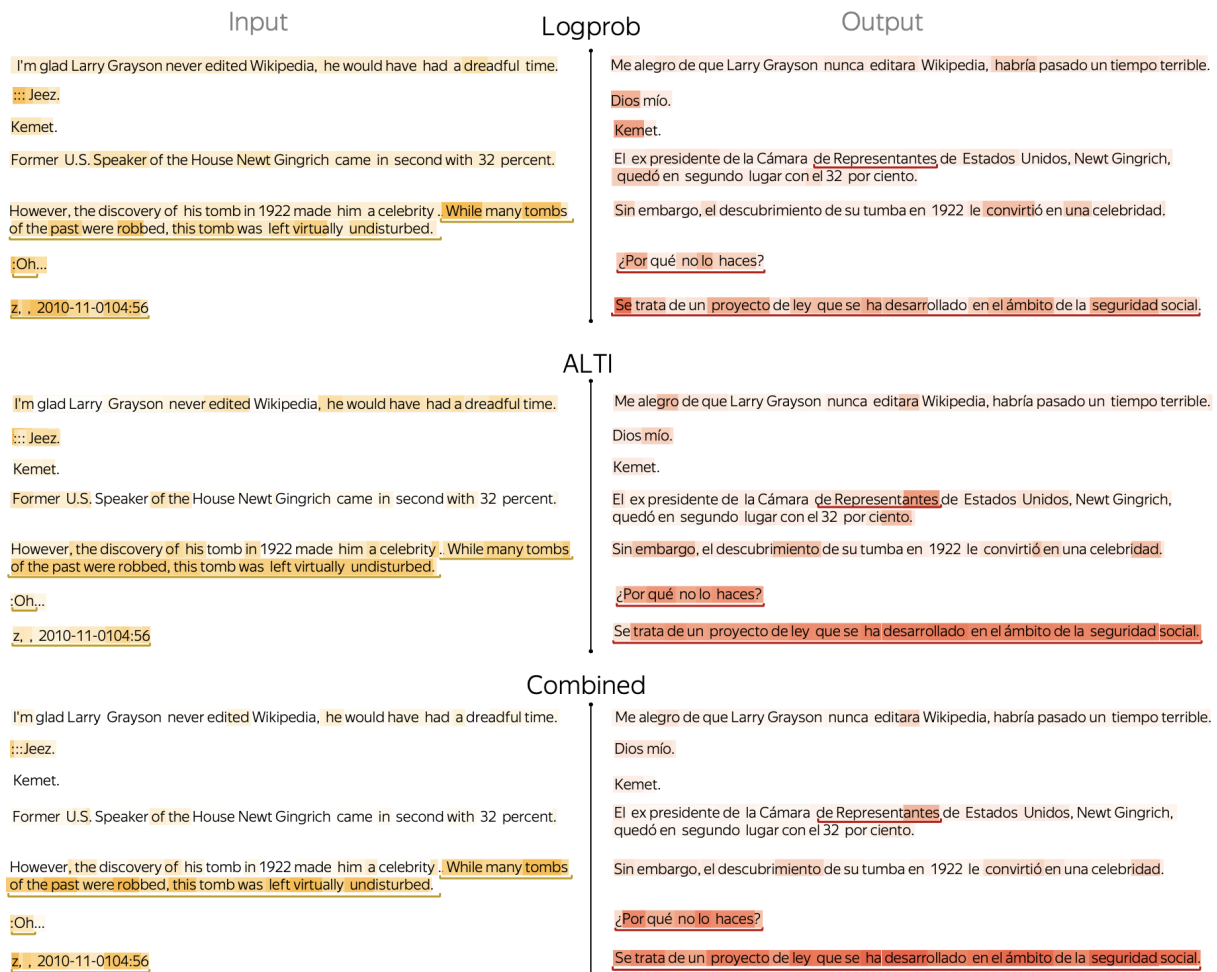 Input
Logprob
Output
I'm glad Larry Grayson never edited Wikipedia, he would have had a dreadful time.
Me alegro de que Larry Grayson nunca editara Wikipedia, habría pasado un tiempo terrible.
::: Jeez.
Dios mío.
Kemet.
Kemet.
Former U.S. Speaker of the House Newt Gingrich came in second with 32 percent.
El ex presidente de la Cámara de Representantes de Estados Unidos, Newt Gingrich,
quedó en segundo lugar con el 32 por ciento.
However, the discovery of his tomb in 1922 made him a celebrity . While many tombs
of the past were robbed, this tomb was left virtually undisturbed.
Sin embargo, el descubrimiento de su tumba en 1922 le convirtió en una celebridad.
:Oh...
¿Por qué no lo haces?
z, , 2010-11-0104:56
Se trata de un proyecto de ley que se ha desarrollado en el ámbito de la seguridad social.
ALTI
I'm glad Larry Grayson never edited Wikipedia, he would have had a dreadful time.
Me alegro de que Larry Grayson nunca editara Wikipedia, habría pasado un tiempo terrible.
::: Jeez.
Dios mío.
Kemet.
Kemet.
Former U.S. Speaker of the House Newt Gingrich came in second with 32 percent.
El ex presidente de la Cámara de Representantes de Estados Unidos, Newt Gingrich,
quedó en segundo lugar con el 32 por ciento.
However, the discovery of his tomb in 1922 made him a celebrity . While many tombs
of the past were robbed, this tomb was left virtually undisturbed.
Sin embargo, el descubrimiento de su tumba en 1922 le convirtió en una celebridad.
:Oh...
¿Por qué no lo haces?
z, , 2010-11-0104:56
Se trata de un proyecto de ley que se ha desarrollado en el ámbito de la seguridad social.
Combined
I'm glad Larry Grayson never edited Wikipedia, he would have had a dreadful time.
Me alegro de que Larry Grayson nunca editara Wikipedia, habría pasado un tiempo terrible.
:::Jeez.
Dios mío.
Kemet.
Kemet.
Former U.S. Speaker of the House Newt Gingrich came in second with 32 percent.
El ex presidente de la Cámara de Representantes de Estados Unidos, Newt Gingrich,
quedó en segundo lugar con el 32 por ciento.
However, the discovery of his tomb in 1922 made him a celebrity . While many tombs
of the past were robbed, this tomb was left virtually undisturbed.
Sin embargo, el descubrimiento de su tumba en 1922 le convirtió en una celebridad.
:Oh...
¿Por qué no lo haces?
z, , 2010-11-0104:56
Se trata de un proyecto de ley que se ha desarrollado en el ámbito de la seguridad social.